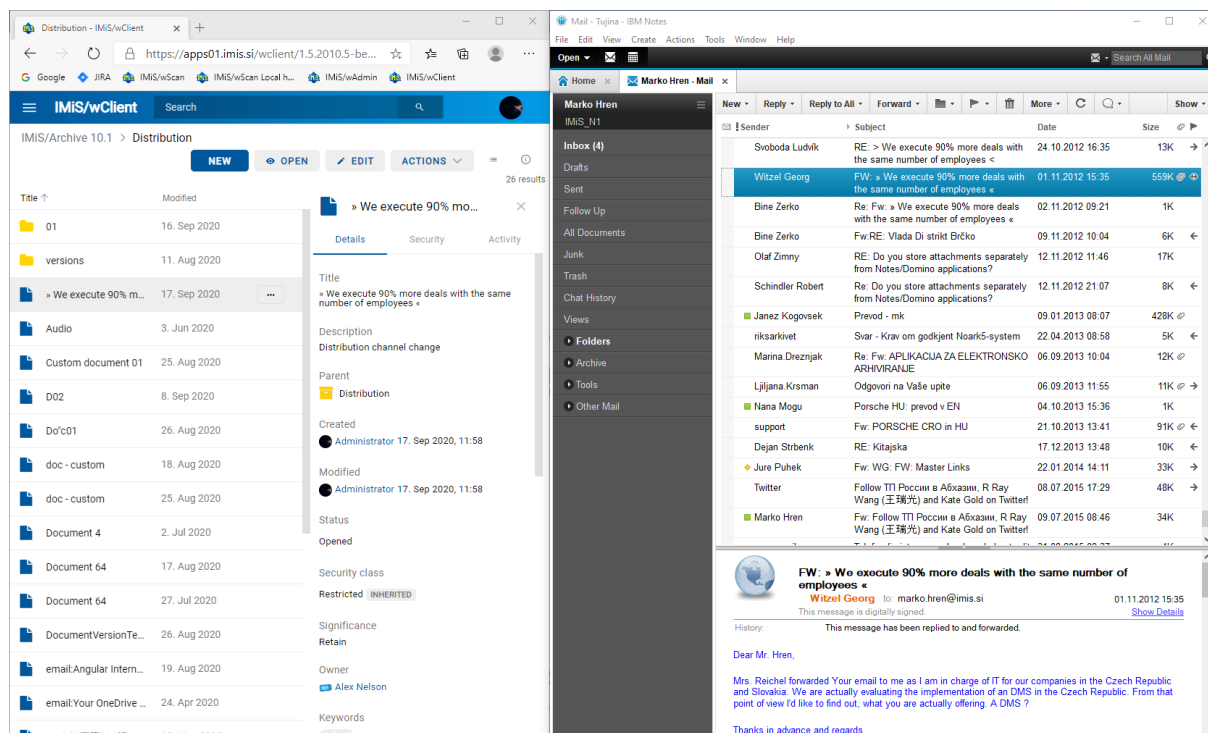 Distribution - IMiS/wClient
https://apps01.imis.si/wclient/1.5.2010.5-be...
Google JIRA IMiS/wScan IMiS/wScan Local h... IMiS/wAdmin IMiS/wClient
IMiS/wClient Search
IMiS/Archive 10.1 > Distribution
NEW OPEN EDIT ACTIONS
26 results
Title Modified
01 16. Sep 2020
versions 11. Aug 2020
» We execute 90% m... 17. Sep 2020
Audio 3. Jun 2020
Custom document 01 25. Aug 2020
D02 8. Sep 2020
Do"c01 26. Aug 2020
doc - custom 18. Aug 2020
doc - custom 25. Aug 2020
Document 4 2. Jul 2020
Document 64 17. Aug 2020
Document 64 27. Jul 2020
DocumentVersionTe... 26. Aug 2020
email:Angular Intern... 19. Aug 2020
email:Your OneDrive ... 24. Apr 2020
» We execute 90% mo...
Details Security Activity
Title
» We execute 90% more deals with the same
number of employees «
Description
Distribution channel change
Parent
Distribution
Created
Administrator 17. Sep 2020, 11:58
Modified
Administrator 17. Sep 2020, 11:58
Status
Opened
Security class
Restricted INHERITED
Significance
Retain
Owner
Alex Nelson
Keywords
Mail - Tujina - IBM Notes
File Edit View Create Actions Tools Window Help
Open Search All Mail
Home Marko Hren - Mail
Marko Hren
IMiS_N1
Inbox (4)
Drafts
Sent
Follow Up
All Documents
Junk
Trash
Chat History
Views
Folders
Archive
Tools
Other Mail
New Reply Reply to All Forward More Show
! Sender Subject Date Size
Svoboda Ludvík RE: > We execute 90% more deals with 24.10.2012 16:35 13K
the same number of employees <
Witzel Georg FW: » We execute 90% more deals with 01.11.2012 15:35 559K
the same number of employees «
Bine Zerko Re: Fw: » We execute 90% more deals 02.11.2012 09:21 1K
with the same number of employees «
Bine Zerko Fw:RE: Vlada Di strikt Brčko 09.11.2012 10:04 6K
Olaf Zimny RE: Do you store attachments separately 12.11.2012 11:46 17K
from Notes/Domino applications?
Schindler Robert Re: Do you store attachments separately 12.11.2012 21:07 8K
from Notes/Domino applications?
Janez Kogovsek Prevod - mk 09.01.2013 08:07 428K
riksarkivet Svar - Krav om godkjent Noark5-system 22.04.2013 08:58 5K
Marina.Dreznjak Re: Fw: APLIKACIJA ZA ELEKTRONSKO 06.09.2013 10:04 12K
ARHIVIRANJE
Ljiljana.Krsman Odgovori na Vaše upite 06.09.2013 11:55 11K
Nana Mogu Porsche HU: prevod v EN 04.10.2013 15:36 1K
support Fw: PORSCHE CRO in HU 21.10.2013 13:41 91K
Dejan Strbenk RE: Kitajska 17.12.2013 13:48 10K
Jure Puhek Fw: WG: FW: Master Links 22.01.2014 14:11 33K
Twitter Follow ТП России в Абхазии, R Ray 08.07.2015 17:29 48K
Wang (王瑞光) and Kate Gold on Twitter!
Marko Hren Fw: Follow ТП России в Абхазии, R Ray 09.07.2015 08:46 34K
Wang (王瑞光) and Kate Gold on Twitter!
FW: » We execute 90% more deals with the same number of
employees «
Witzel Georg to: marko.hren@imis.si 01.11.2012 15:35
This message is digitally signed. Show Details
History: This message has been replied to and forwarded.
Dear Mr. Hren,
Mrs. Reichel forwarded Your email to me as I am in charge of IT for our companies in the Czech Republic
and Slovakia. We are actually evaluating the implementation of an DMS in the Czech Republic. From that
point of view I'd like to find out, what you are actually offering. A DMS ?
Thanks in advance and regards